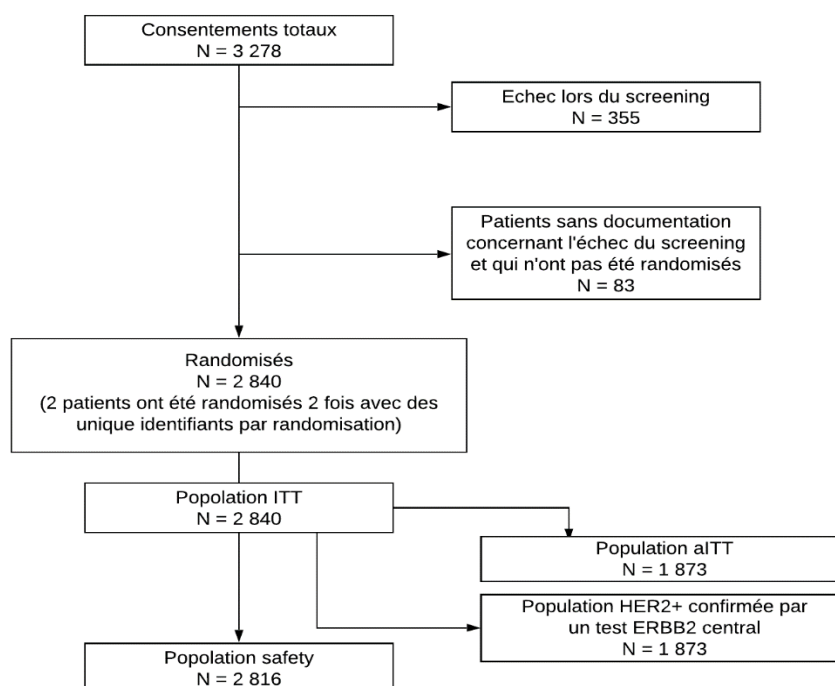 Consentements totaux
N = 3 278
Echec lors du screening
N = 355
Patients sans documentation
concernant l'échec du screening
et qui n'ont pas été randomisés
N = 83
Randomisés
N = 2 840
(2 patients ont été randomisés 2 fois avec des
unique identifiants par randomisation)
Popolation ITT
N = 2 840
Population aITT
N = 1 873
Population HER2+ confirmée par
un test ERBB2 central
N = 1 873
Popolation safety
N = 2 816